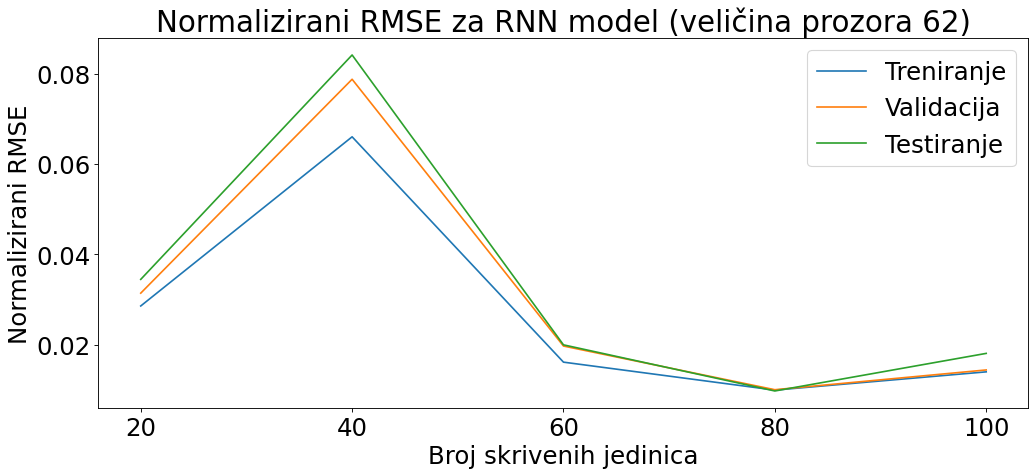 Normalizirani RMSE za RNN model (veličina prozora 62)
Treniranje
Validacija
Testiranje
Normalizirani RMSE
0.08
0.06
0.04
0.02
20 40 60 80 100
Broj skrivenih jedinica